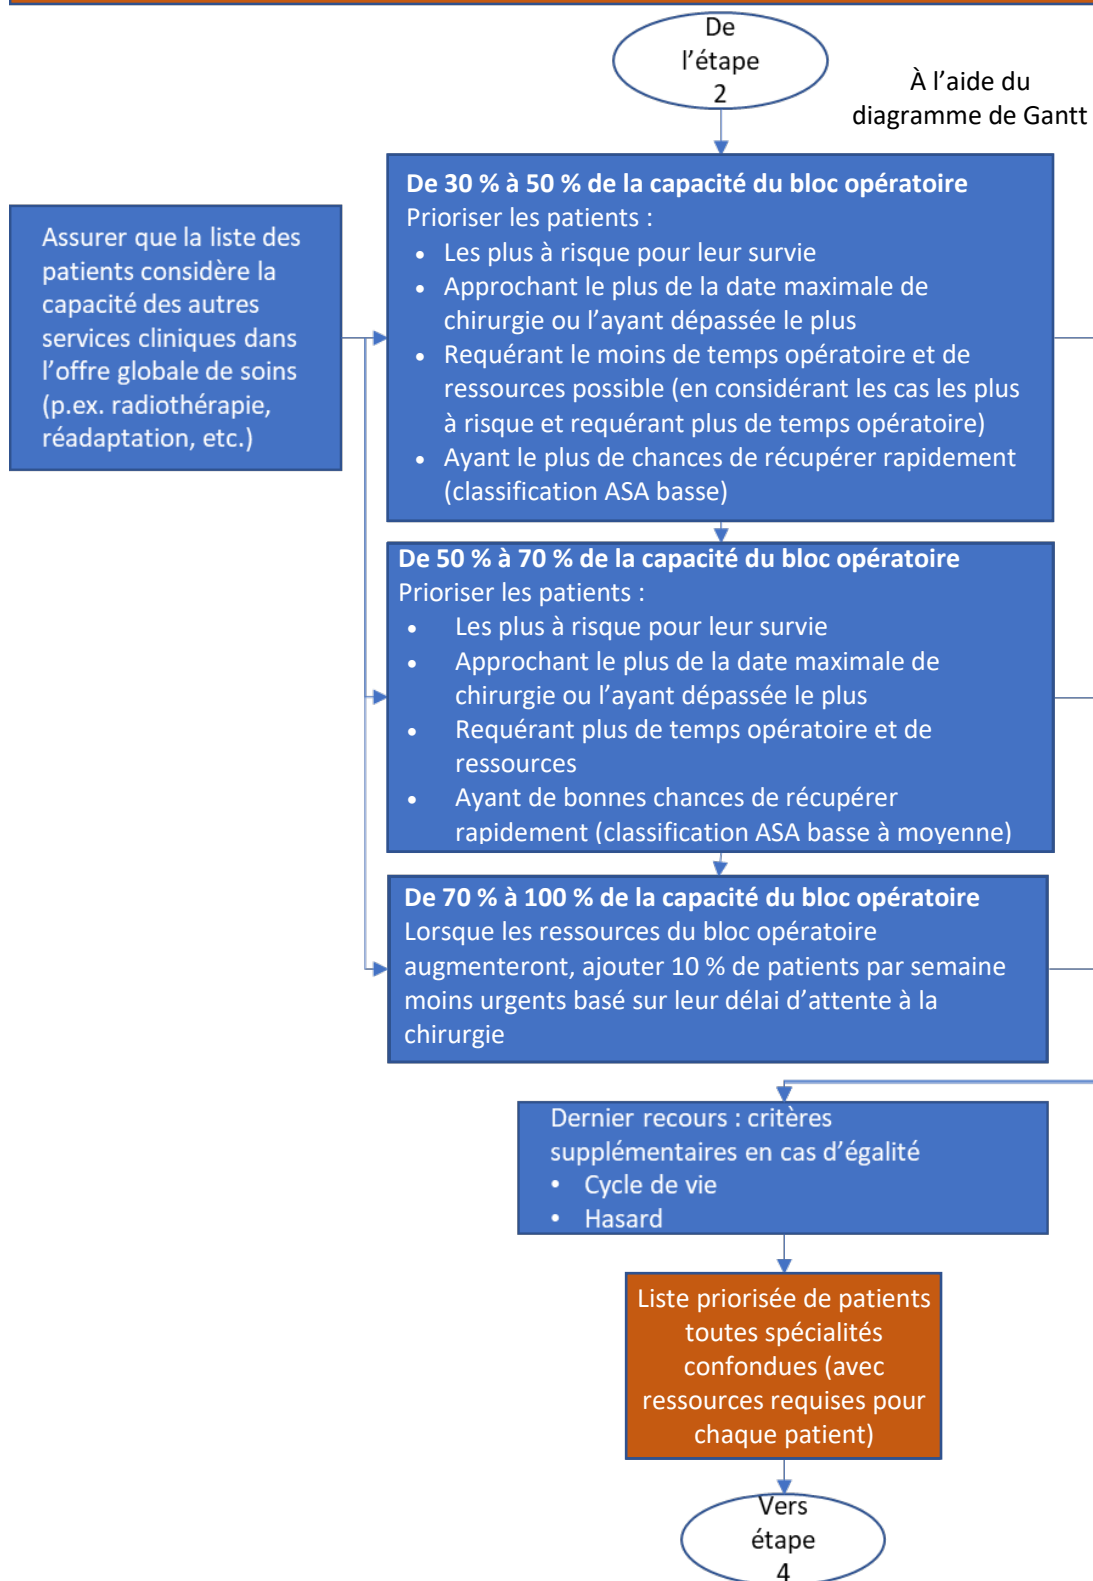 De
l’étape
2
À l’aide du
diagramme de Gantt
Assurer que la liste des
patients considère la
capacité des autres
services cliniques dans
l’offre globale de soins
(p.ex. radiothérapie,
réadaptation, etc.)
De 30 % à 50 % de la capacité du bloc opératoire
Prioriser les patients :
• Les plus à risque pour leur survie
• Approchant le plus de la date maximale de
chirurgie ou l’ayant dépassée le plus
• Requérant le moins de temps opératoire et de
ressources possible (en considérant les cas les plus
à risque et requérant plus de temps opératoire)
• Ayant le plus de chances de récupérer rapidement
(classification ASA basse)
De 50 % à 70 % de la capacité du bloc opératoire
Prioriser les patients :
• Les plus à risque pour leur survie
• Approchant le plus de la date maximale de
chirurgie ou l’ayant dépassée le plus
• Requérant plus de temps opératoire et de
ressources
• Ayant de bonnes chances de récupérer
rapidement (classification ASA basse à moyenne)
De 70 % à 100 % de la capacité du bloc opératoire
Lorsque les ressources du bloc opératoire
augmenteront, ajouter 10 % de patients par semaine
moins urgents basé sur leur délai d’attente à la
chirurgie
Dernier recours : critères
supplémentaires en cas d’égalité
• Cycle de vie
• Hasard
Liste priorisée de patients
toutes spécialités
confondues (avec
ressources requises pour
chaque patient)
Vers
étape
4